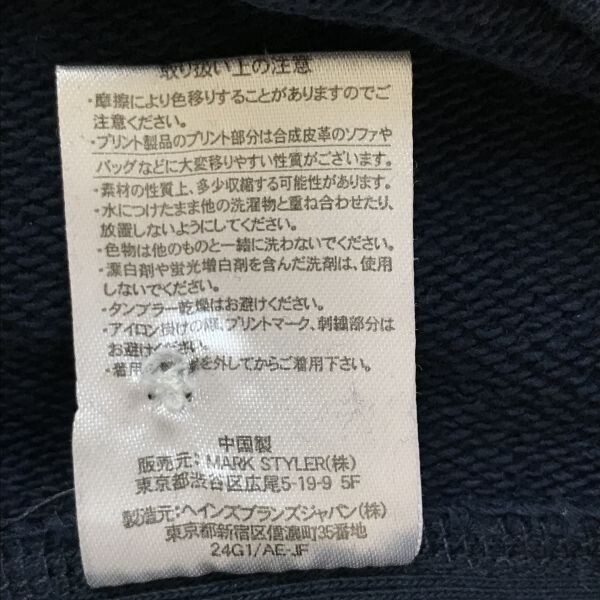 取り扱い上の注意
・摩擦により色移りすることがありますのでご
注意ください。
・プリント製品のプリント部分は合成皮革のソファや
バッグなどに大変移りやすい性質がございます。
・素材の性質上、多少収縮する可能性があります。
・水につけたまま他の洗濯物と重ね合わせたり、
放置しないようにしてください。
・色物は他のものと一緒に洗わないでください。
・漂白剤や蛍光増白剤を含んだ洗剤は、使用
しないでください。
・タンブラー乾燥はお避けください。
・アイロン掛けの際、プリントマーク、刺繍部分は
お避けください。
・着用 を外してからご着用下さい。
中国製
販売元:MARK STYLER(株)
東京都渋谷区広尾5-19-9 5F
製造元:ヘインズブランズジャパン(株)
東京都新宿区信濃町35番地
24G1/AE-JF